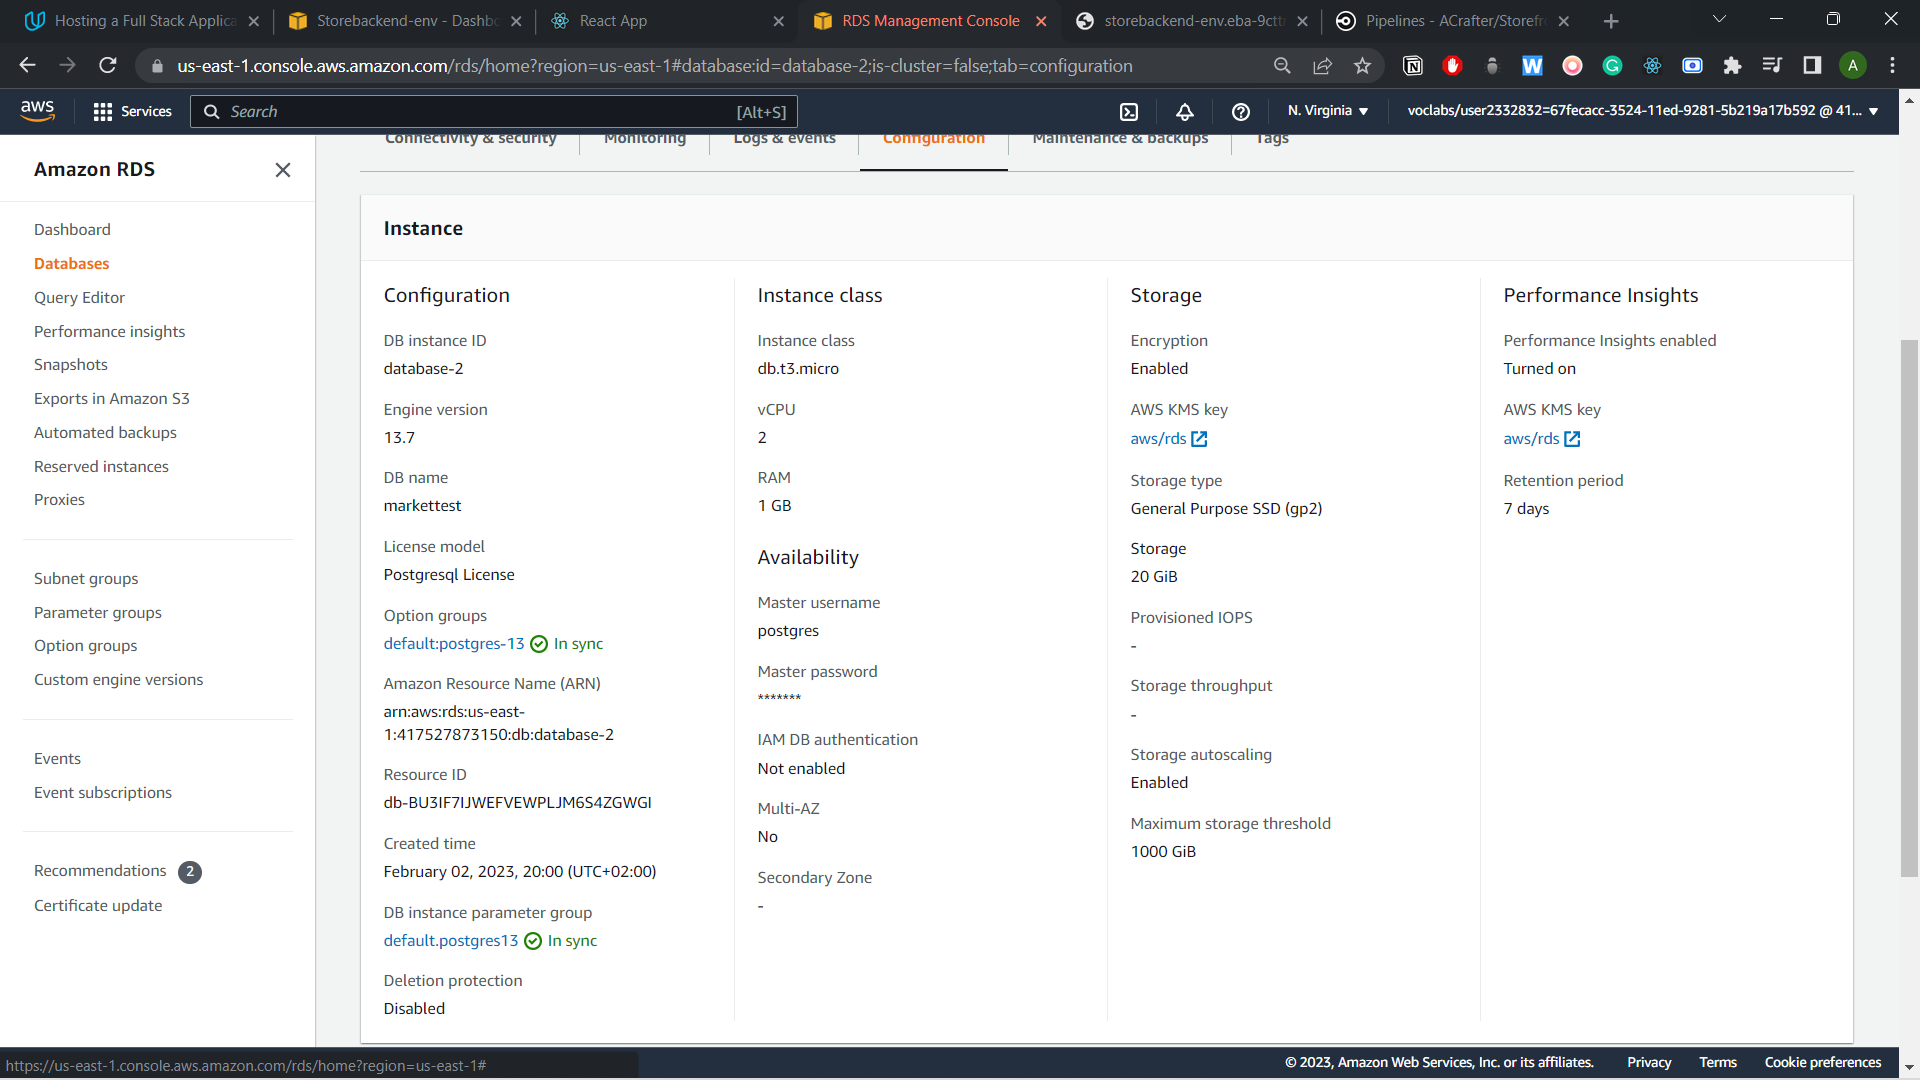 Hosting a Full Stack Applica
Storebackend-env - Dashbo
React App
RDS Management Console
storebackend-env.eba-9cttn
Pipelines - ACrafter/Storefr
us-east-1.console.aws.amazon.com/rds/home?region=us-east-1#database:id=database-2;is-cluster=false;tab=configuration
A
aws
Services
Search
[Alt+S]
N. Virginia
voclabs/user2332832=67fecacc-3524-11ed-9281-5b219a17b592 @ 41...
Amazon RDS
Dashboard
Databases
Query Editor
Performance insights
Snapshots
Exports in Amazon S3
Automated backups
Reserved instances
Proxies
Subnet groups
Parameter groups
Option groups
Custom engine versions
Events
Event subscriptions
Recommendations 2
Certificate update
Connectivity & security
Monitoring
Logs & events
Configuration
Maintenance & backups
Tags
Instance
Configuration
DB instance ID
database-2
Engine version
13.7
DB name
markettest
License model
Postgresql License
Option groups
default:postgres-13 In sync
Amazon Resource Name (ARN)
arn:aws:rds:us-east-
1:417527873150:db:database-2
Resource ID
db-BU3IF7IJWEFVEWPLJM6S4ZGWGI
Created time
February 02, 2023, 20:00 (UTC+02:00)
DB instance parameter group
default.postgres13 In sync
Deletion protection
Disabled
Instance class
Instance class
db.t3.micro
vCPU
2
RAM
1 GB
Availability
Master username
postgres
Master password
*******
IAM DB authentication
Not enabled
Multi-AZ
No
Secondary Zone
-
Storage
Encryption
Enabled
AWS KMS key
aws/rds
Storage type
General Purpose SSD (gp2)
Storage
20 GiB
Provisioned IOPS
-
Storage throughput
-
Storage autoscaling
Enabled
Maximum storage threshold
1000 GiB
Performance Insights
Performance Insights enabled
Turned on
AWS KMS key
aws/rds
Retention period
7 days
https://us-east-1.console.aws.amazon.com/rds/home?region=us-east-1#
© 2023, Amazon Web Services, Inc. or its affiliates.
Privacy
Terms
Cookie preferences